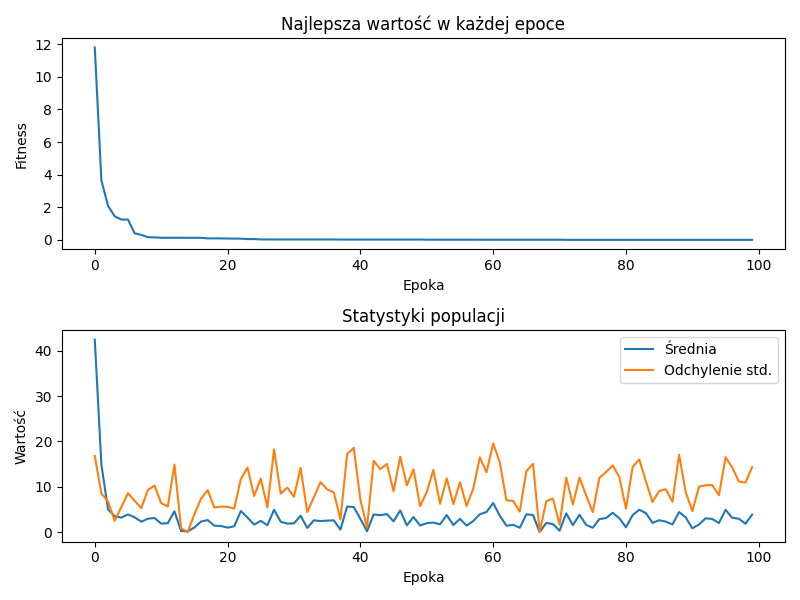 Najlepsza wartość w każdej epoce
12
10
8
6
4
2
0
Fitness
0 20 40 60 80 100
Epoka
Statystyki populacji
40
30
20
10
0
Wartość
Średnia
Odchylenie std.
0 20 40 60 80 100
Epoka